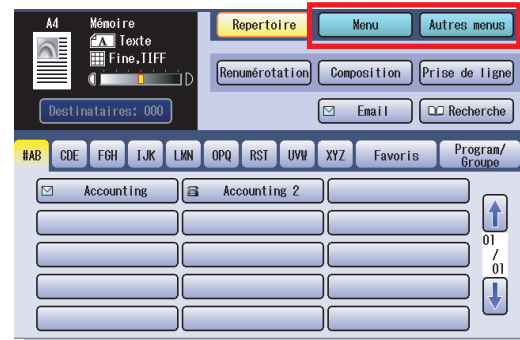 A4 Mémoire
A Texte
Fine,TIFF
D
Destinataires: 000
Repertoire Menu Autres menus
Renumérotation Composition Prise de ligne
Email Recherche
#AB CDE FGH IJK LMN OPQ RST UVW XYZ Favoris Program/
Groupe
Accounting Accounting 2
01
/
01